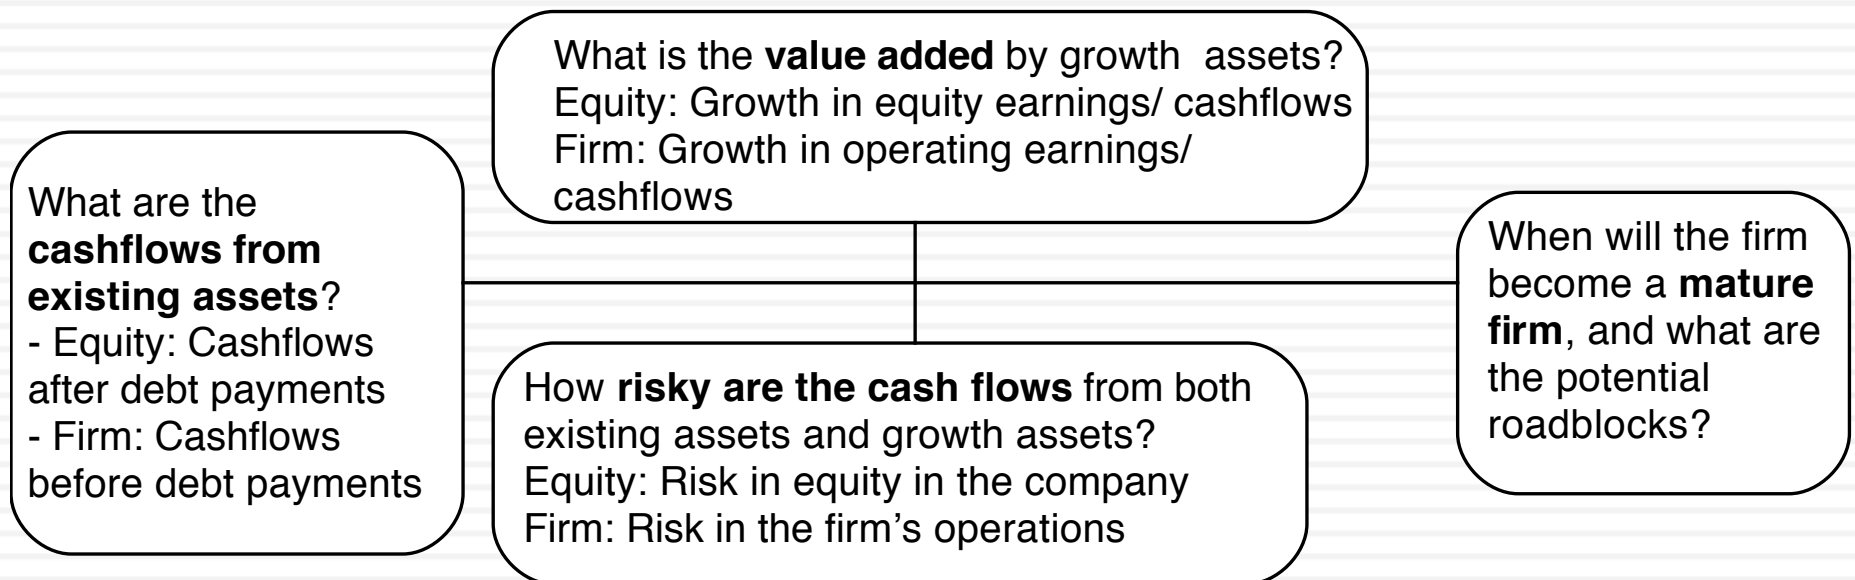 What is the value added by growth  assets?
Equity: Growth in equity earnings/ cashflows
Firm: Growth in operating earnings/
cashflows
What are the
cashflows from
existing assets?
- Equity: Cashflows
after debt payments
- Firm: Cashflows
before debt payments
How risky are the cash flows from both
existing assets and growth assets?
Equity: Risk in equity in the company
Firm: Risk in the firm’s operations
When will the firm
become a mature
firm, and what are
the potential
roadblocks?